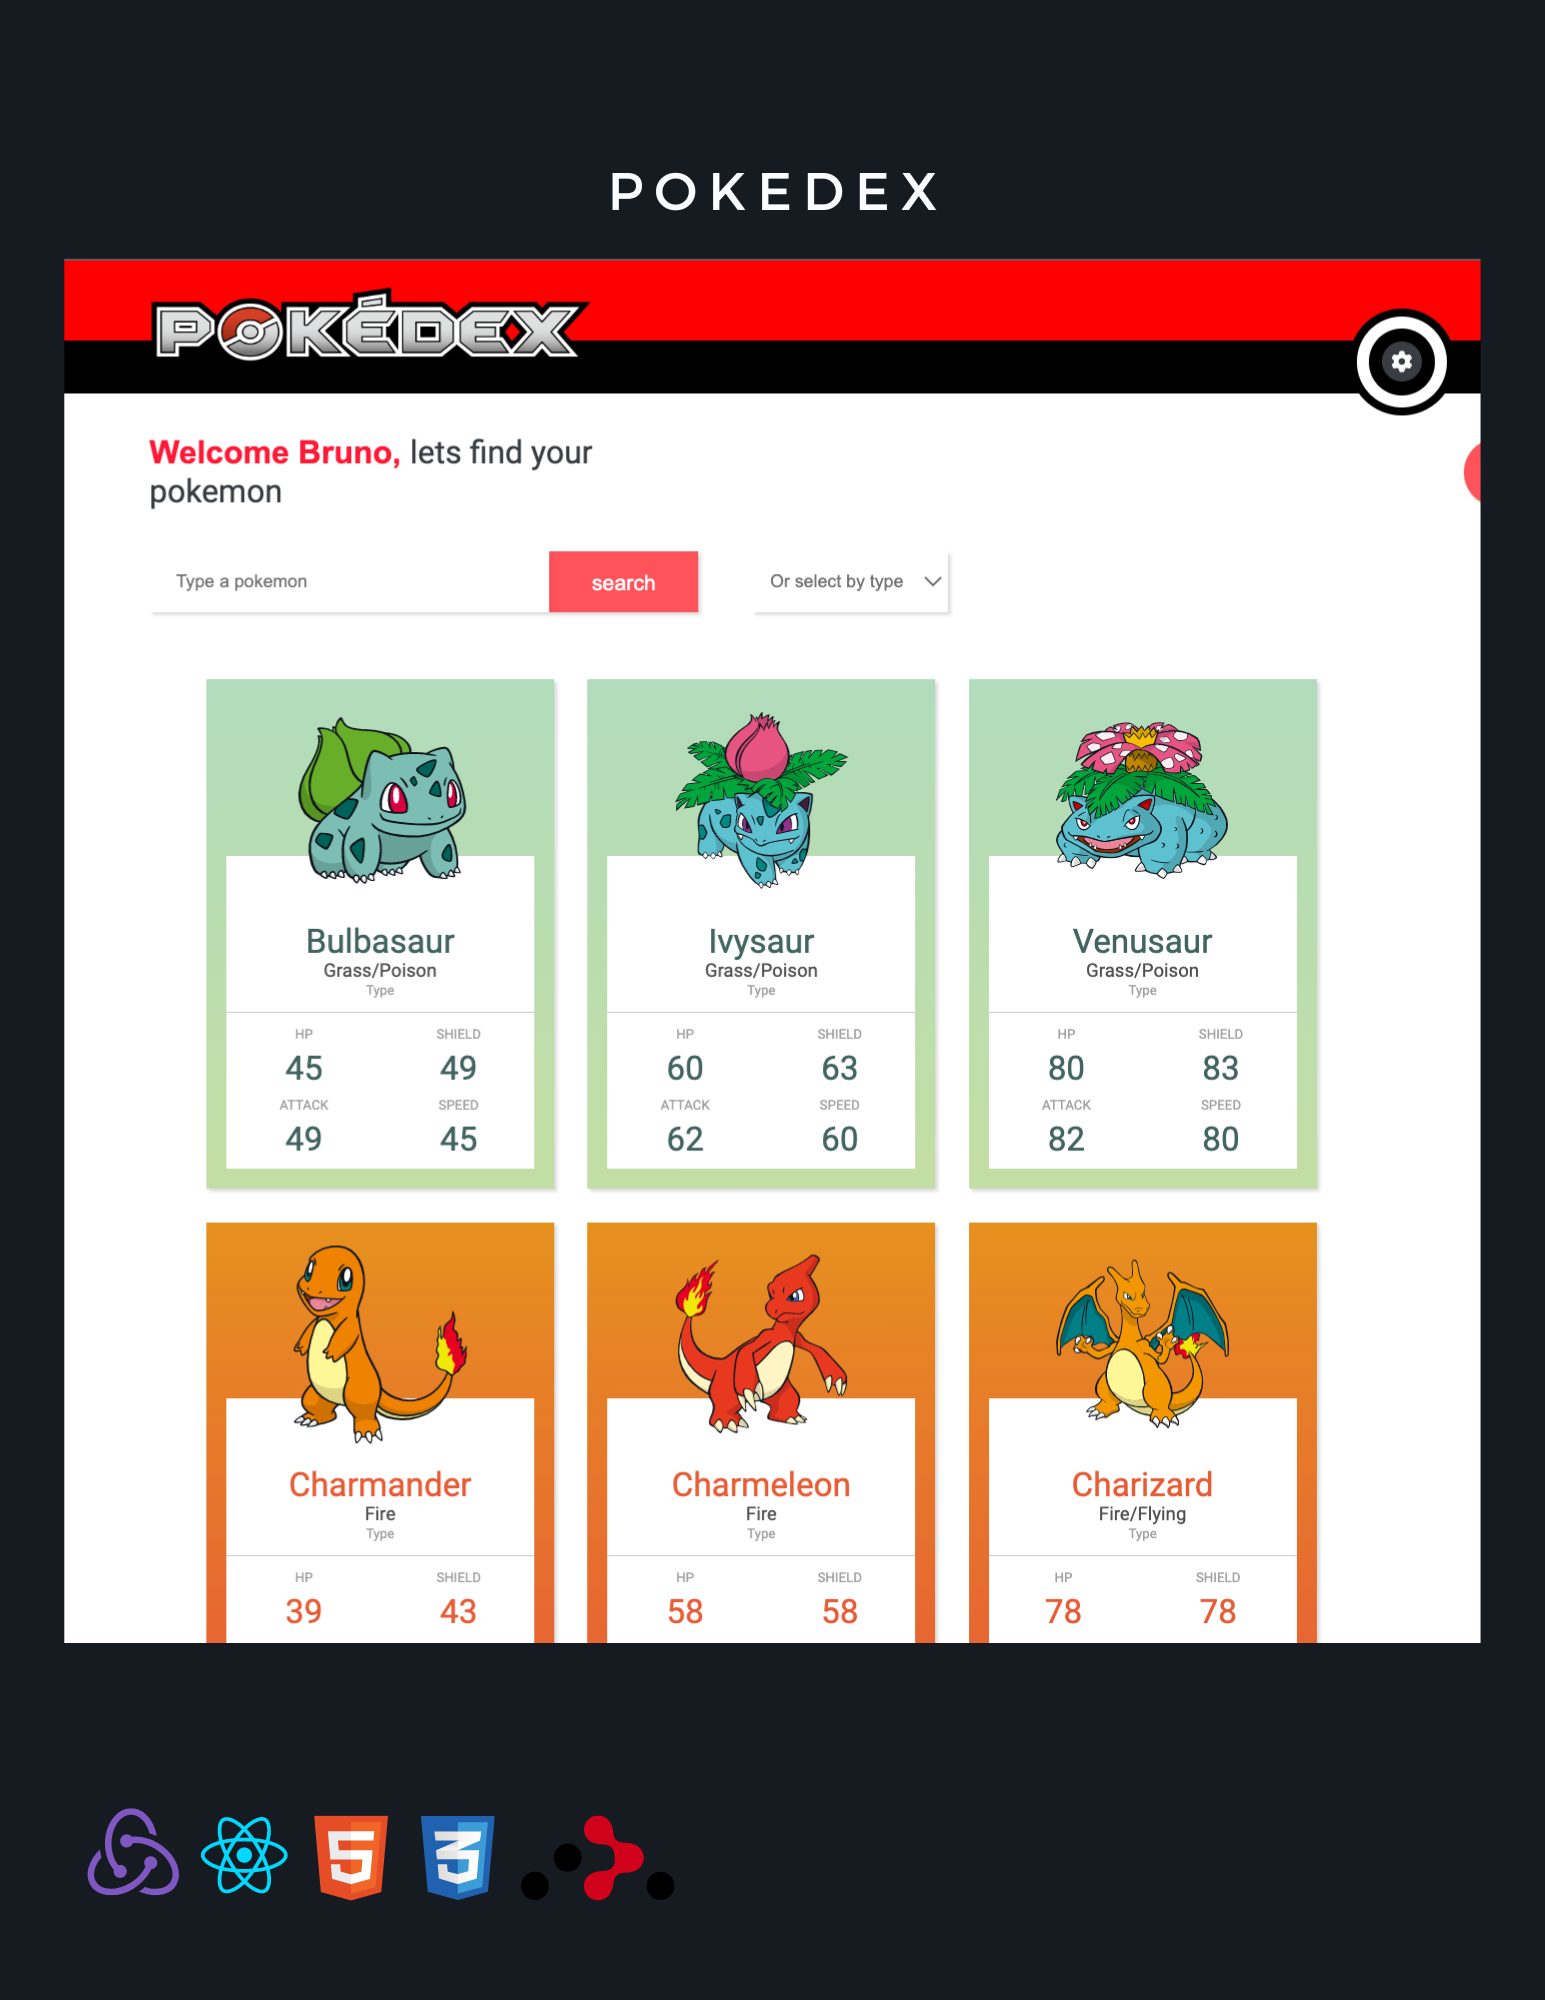 POKEDEX
POKÉDEX
Welcome Bruno, lets find your
pokemon
Type a pokemon
search
Or select by type
Bulbasaur
Grass/Poison
Type
HP SHIELD
45 49
ATTACK SPEED
49 45
Ivysaur
Grass/Poison
Type
HP SHIELD
60 63
ATTACK SPEED
62 60
Venusaur
Grass/Poison
Type
HP SHIELD
80 83
ATTACK SPEED
82 80
Charmander
Fire
Type
HP SHIELD
39 43
Charmeleon
Fire
Type
HP SHIELD
58 58
Charizard
Fire/Flying
Type
HP SHIELD
78 78
5 3